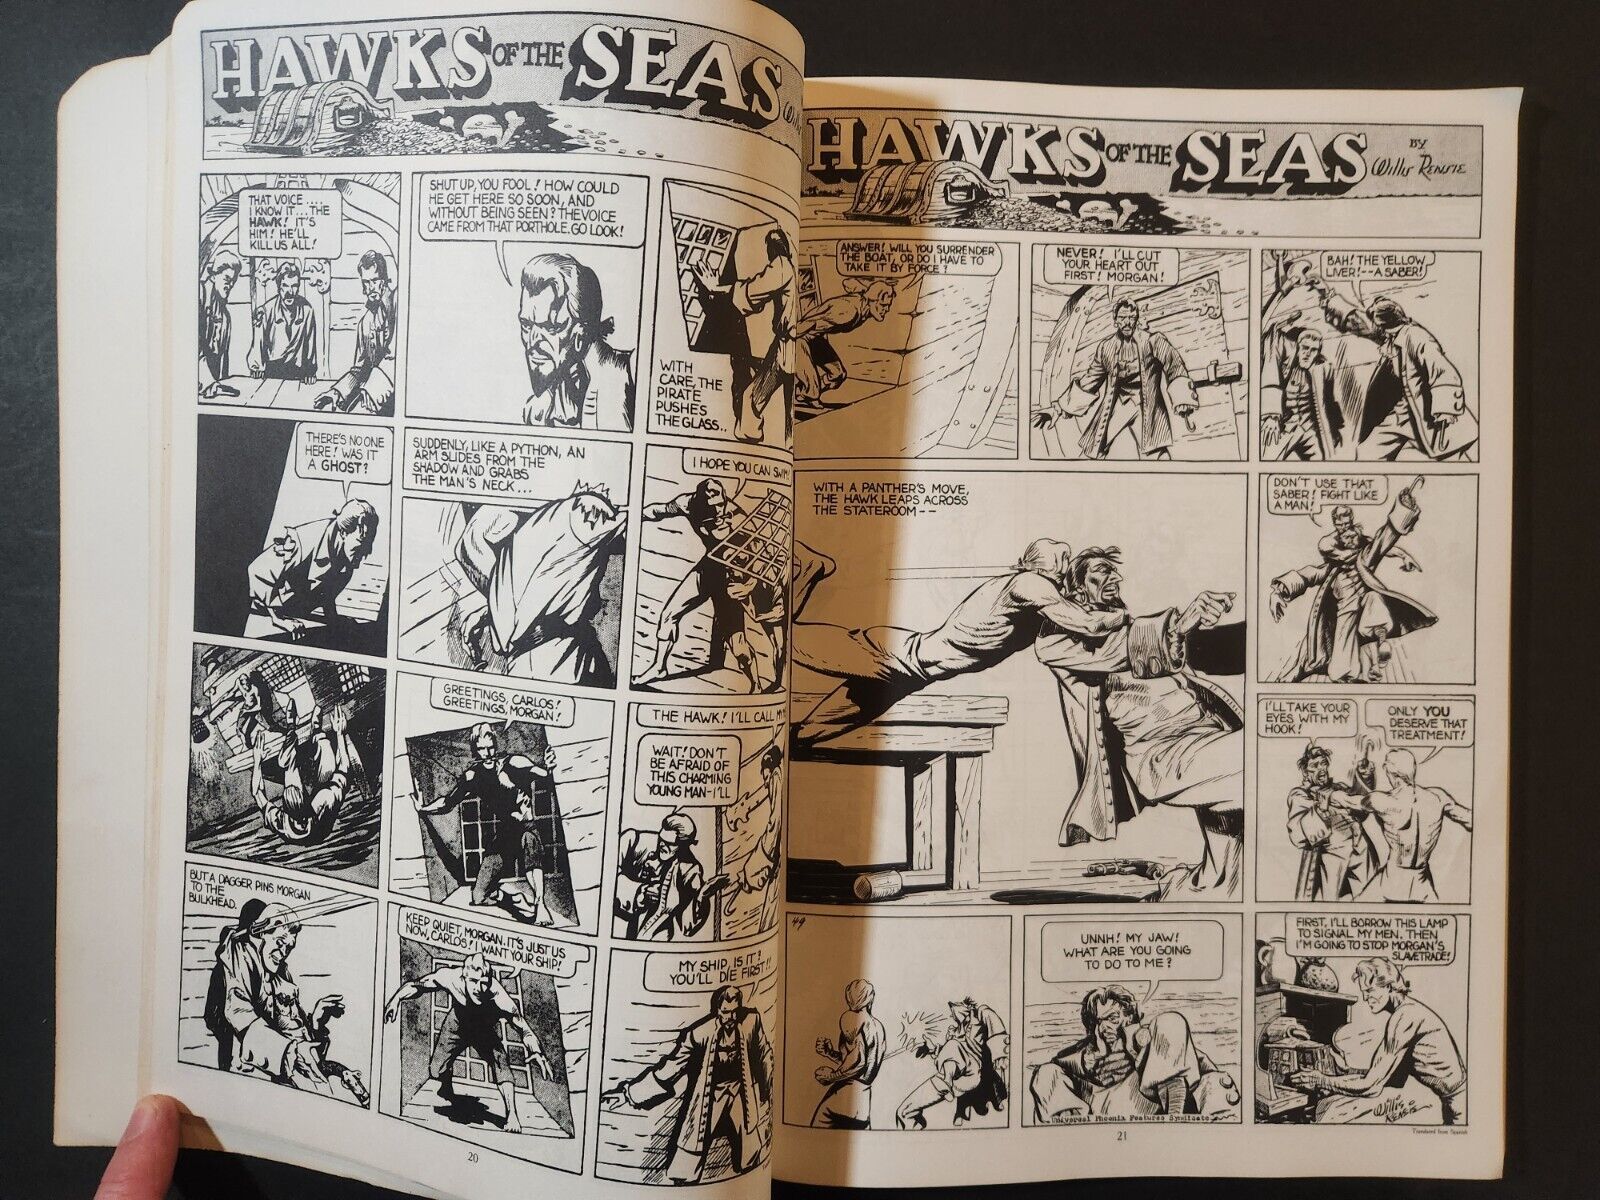 HAWKS OF THE SEAS
THAT VOICE....
I KNOW IT...THE
HAWK! IT'S
HIM! HE'LL
KILL US ALL!
SHUT UP, YOU FOOL! HOW COULD
HE GET HERE SO SOON, AND
WITHOUT BEING SEEN? THE VOICE
CAME FROM THAT PORTHOLE. GO LOOK!
WITH
CARE, THE
PIRATE
PUSHES
THE GLASS..
THERE'S NO ONE
HERE! WAS IT
A GHOST?
SUDDENLY, LIKE A PYTHON, AN
ARM SLIDES FROM THE
SHADOW AND GRABS
THE MAN'S NECK...
I HOPE YOU CAN SWIM!
GREETINGS, CARLOS!
GREETINGS, MORGAN!
THE HAWK! I'LL CALL
WAIT! DON'T
BE AFRAID OF
THIS CHARMING
YOUNG MAN-I'LL
BUT A DAGGER PINS MORGAN
TO THE
BULKHEAD.
KEEP QUIET, MORGAN. IT'S JUST US
NOW, CARLOS! I WANT YOUR SHIP!
MY SHIP, IS IT?
YOU'LL DIE FIRST!!
20
HAWKS OF THE SEAS
BY
Willis Rensie
ANSWER! WILL YOU SURRENDER
THE BOAT, OR DO I HAVE TO
TAKE IT BY FORCE?
NEVER! I'LL CUT
YOUR HEART OUT
FIRST! MORGAN!
BAH! THE YELLOW
LIVER!--A SABER!
WITH A PANTHER'S MOVE,
THE HAWK LEAPS ACROSS
THE STATEROOM --
DON'T USE THAT
SABER! FIGHT LIKE
A MAN!
I'LL TAKE YOUR
EYES WITH MY
HOOK!
ONLY YOU
DESERVE THAT
TREATMENT!
49
UNNH! MY JAW!
WHAT ARE YOU GOING
TO DO TO ME?
Universal Phoenix Features Syndicate
FIRST, I'LL BORROW THIS LAMP
TO SIGNAL MY MEN. THEN
I'M GOING TO STOP MORGAN'S
SLAVETRADE!
Willis
RENSIE
21
Translated from Spanish